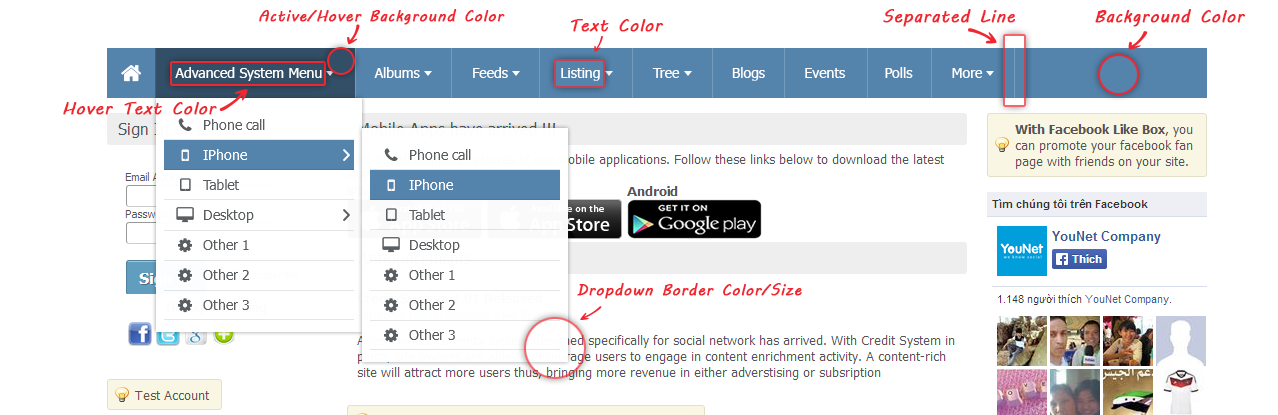 Active/Hover Background Color
Text Color
Separated Line
Background Color
Advanced System Menu
Albums
Feeds
Listing
Tree
Blogs
Events
Polls
More
Hover Text Color
Sign I
Mobile Apps have arrived !!!
Phone call
IPhone
Tablet
Desktop
Other 1
Other 2
Other 3
Phone call
IPhone
Tablet
Desktop
Other 1
Other 2
Other 3
Email A
Passw
Sig
obile applications. Follow these links below to download the latest
Android
e on the
Store
GET IT ON
Google play
With Facebook Like Box, you
can promote your facebook fan
page with friends on your site.
Tìm chúng tôi trên Facebook
YouNet
we know social
YouNet Company
Thích
1.148 người thích YouNet Company.
Dropdown Border Color/Size
ned specifically for social network has arrived. With Credit System in
rage users to engage in content enrichment activity. A content-rich
site will attract more users thus, bringing more revenue in either adverstising or subsription
Test Account